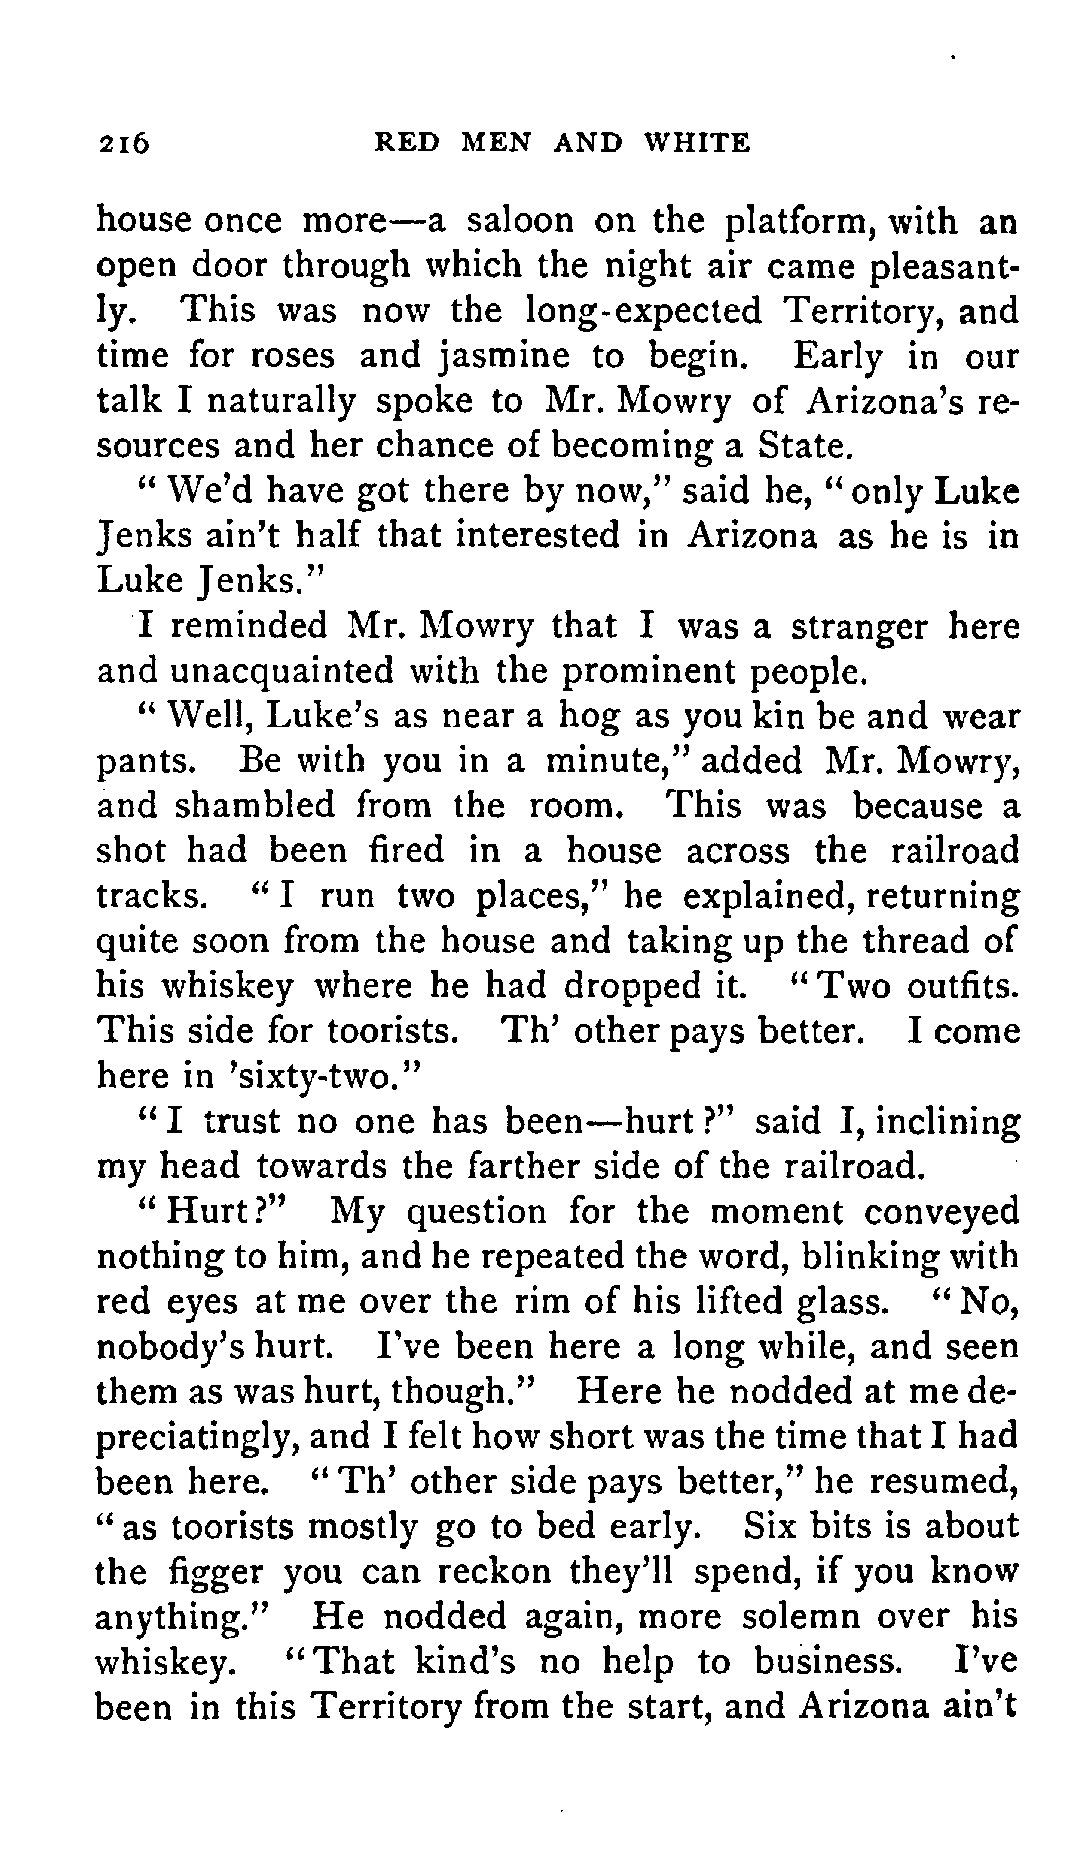 216 RED MEN AND WHITE
house once more—a saloon on the platform, with an
open door through which the night air came pleasant-
ly. This was now the long-expected Territory, and
time for roses and jasmine to begin. Early in our
talk I naturally spoke to Mr. Mowry of Arizona's re-
sources and her chance of becoming a State.
"We'd have got there by now," said he, "only Luke
Jenks ain't half that interested in Arizona as he is in
Luke Jenks."
I reminded Mr. Mowry that I was a stranger here
and unacquainted with the prominent people.
"Well, Luke's as near a hog as you kin be and wear
pants. Be with you in a minute," added Mr. Mowry,
and shambled from the room. This was because a
shot had been fired in a house across the railroad
tracks. "I run two places," he explained, returning
quite soon from the house and taking up the thread of
his whiskey where he had dropped it. "Two outfits.
This side for toorists. Th' other pays better. I come
here in 'sixty-two."
"I trust no one has been—hurt?" said I, inclining
my head towards the farther side of the railroad.
"Hurt?" My question for the moment conveyed
nothing to him, and he repeated the word, blinking with
red eyes at me over the rim of his lifted glass. "No,
nobody's hurt. I've been here a long while, and seen
them as was hurt, though." Here he nodded at me de-
preciatingly, and I felt how short was the time that I had
been here. "Th' other side pays better," he resumed,
"as toorists mostly go to bed early. Six bits is about
the figger you can reckon they'll spend, if you know
anything." He nodded again, more solemn over his
whiskey. "That kind's no help to business. I've
been in this Territory from the start, and Arizona ain't